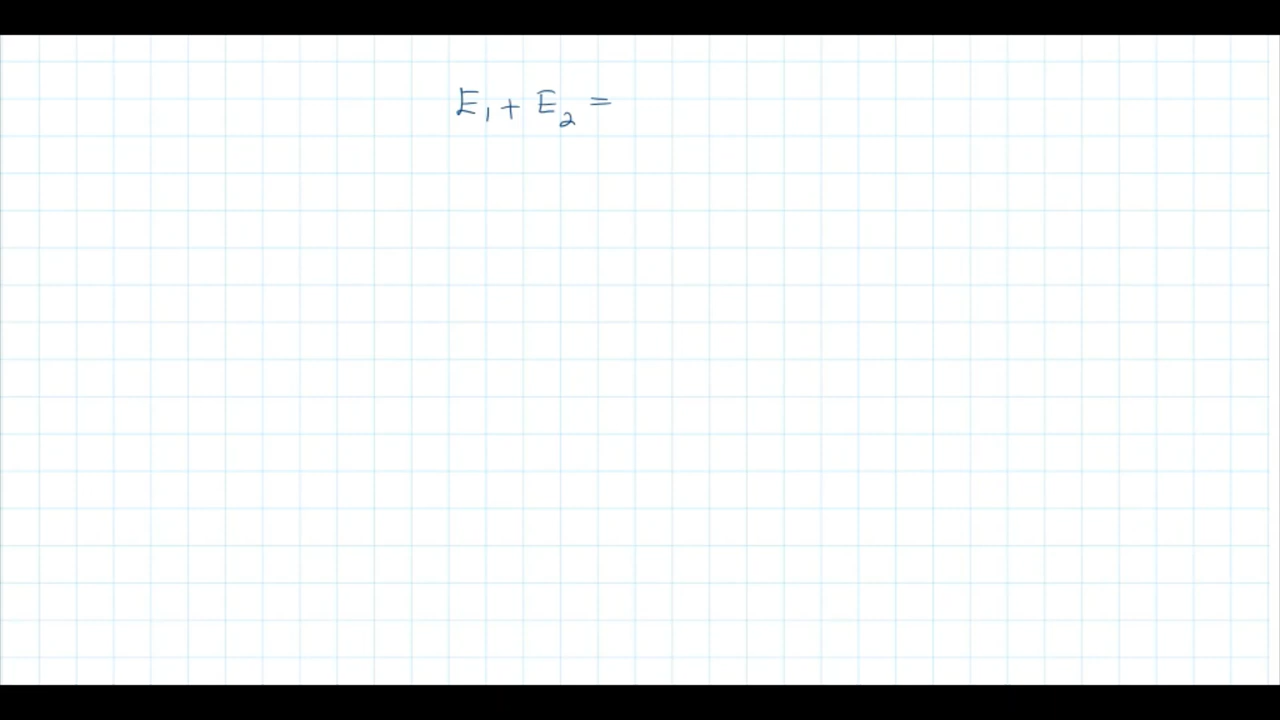 E₁ + E₂ =